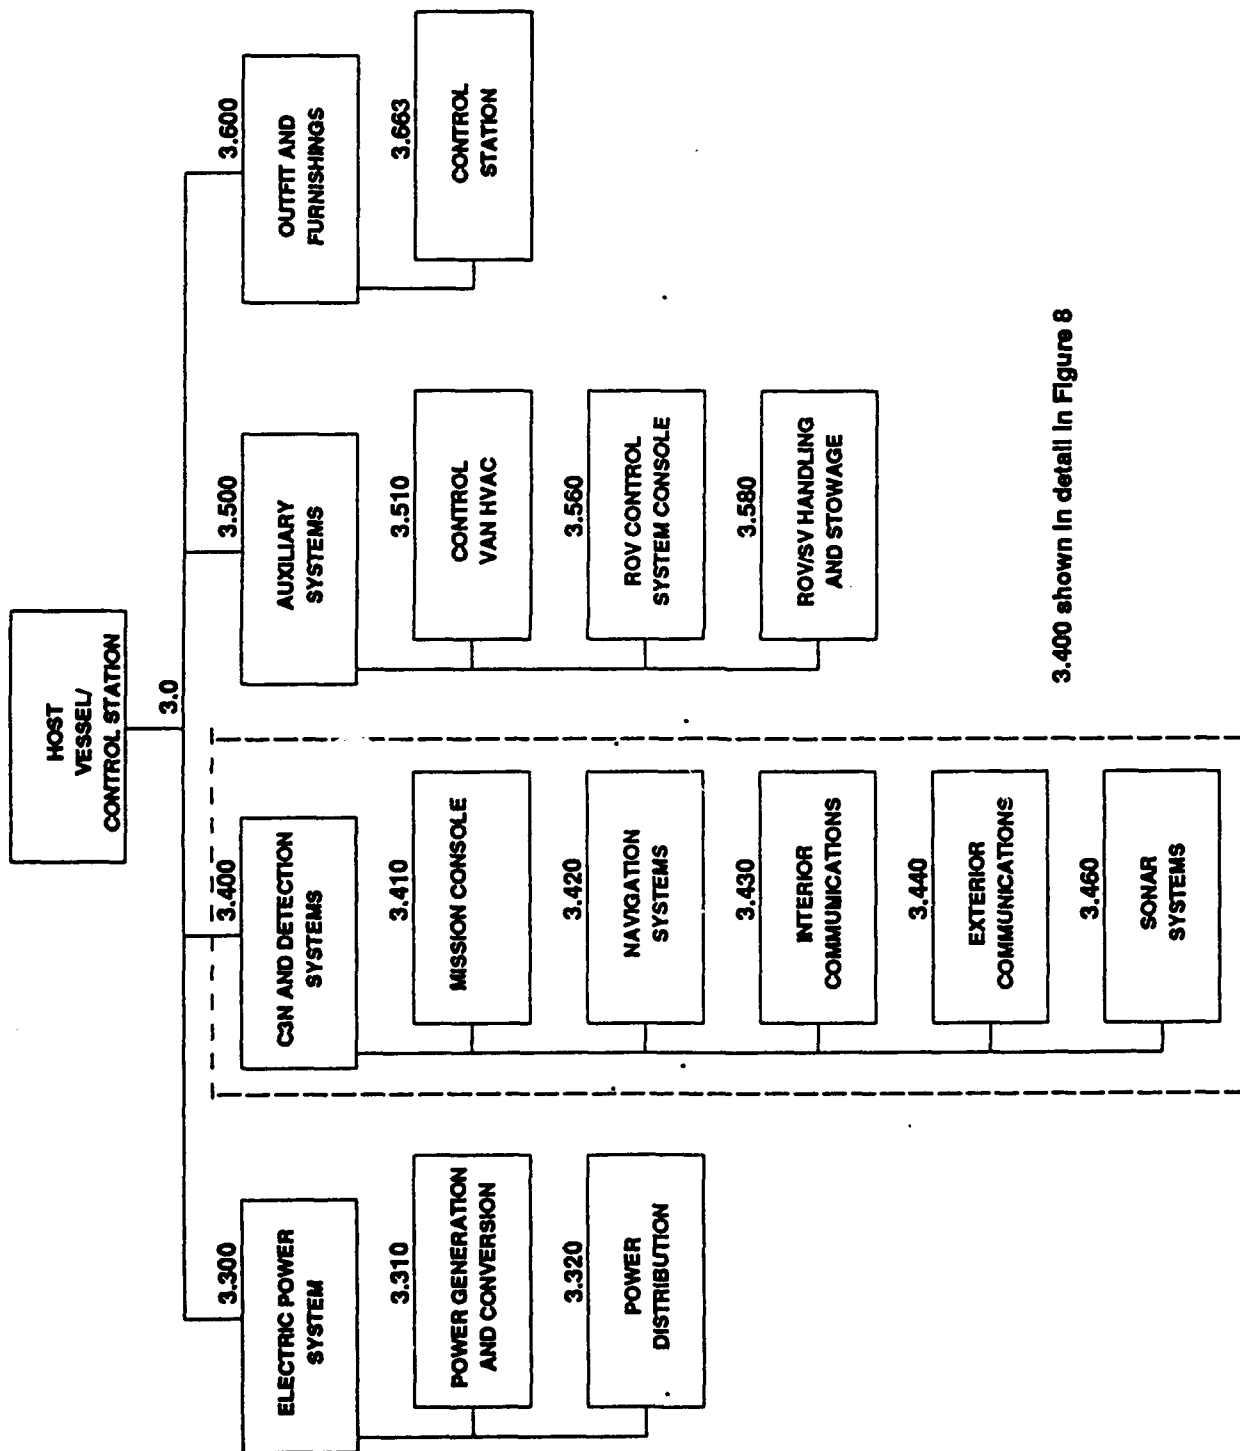 HOST
VESSEL/
CONTROL STATION
3.0
3.300
ELECTRIC POWER
SYSTEM
3.310
POWER GENERATION
AND CONVERSION
3.320
POWER
DISTRIBUTION
3.400
C3N AND DETECTION
SYSTEMS
3.410
MISSION CONSOLE
3.420
NAVIGATION
SYSTEMS
3.430
INTERIOR
COMMUNICATIONS
3.440
EXTERIOR
COMMUNICATIONS
3.460
SONAR
SYSTEMS
3.500
AUXILIARY
SYSTEMS
3.510
CONTROL
VAN HVAC
3.560
ROV CONTROL
SYSTEM CONSOLE
3.580
ROV/SV HANDLING
AND STOWAGE
3.600
OUTFIT AND
FURNISHINGS
3.663
CONTROL
STATION
3.400 shown in detail in Figure 8